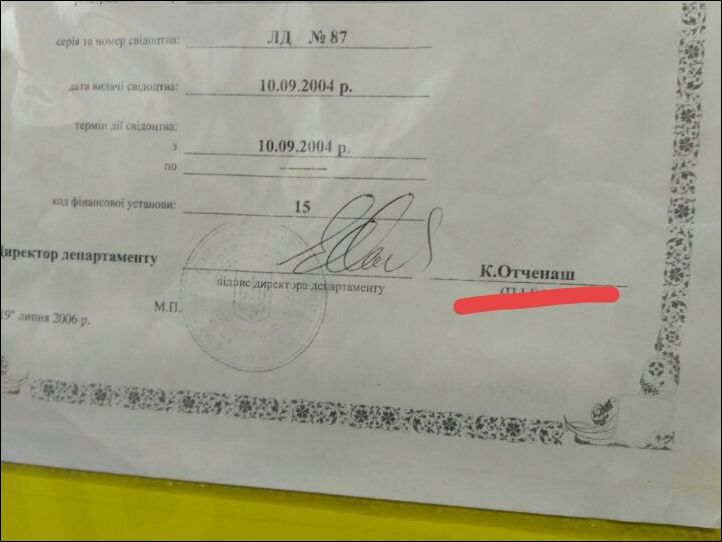 серія та номер свідоцтва: ЛД № 87
дата видачі свідоцтва: 10.09.2004 р.
термін дії свідоцтва:
з 10.09.2004 р.
по ———
код фінансової установи: 15
Директор департаменту К.Отченаш
підпис директора департаменту
М.П.
"19" липня 2006 р.